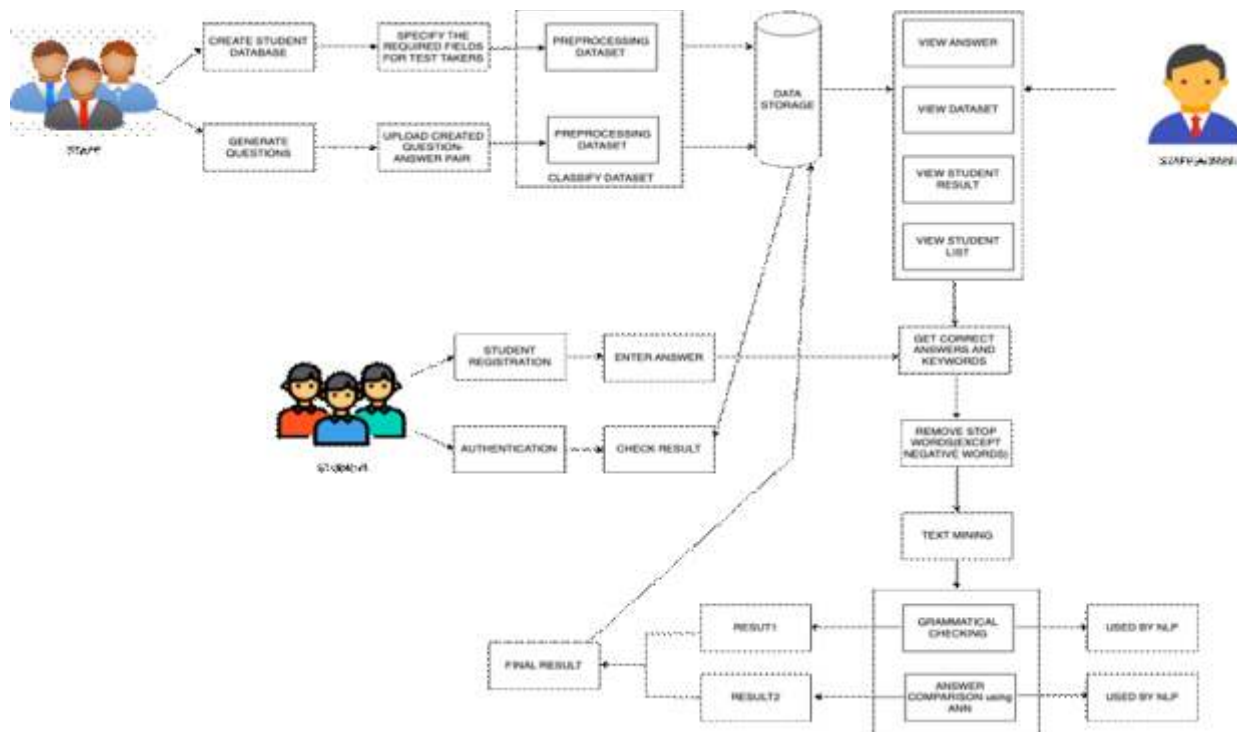 CREATE STUDENT
DATABASE
SPECIFY THE
REQUIRED FIELDS
FOR TEST TAKERS
PREPROCESSING
DATASET
VIEW ANSWER
DATA
STORAGE
VIEW DATASET
STAFF
GENERATE
QUESTIONS
UPLOAD CREATED
QUESTION-
ANSWER PAIR
PREPROCESSING
DATASET
CLASSIFY DATASET
VIEW STUDENT
RESULT
VIEW STUDENT
LIST
STUDENT
REGISTRATION
ENTER ANSWER
GET CORRECT
ANSWERS AND
KEYWORDS
AUTHENTICATION
CHECK RESULT
REMOVE STOP
WORDS(EXCEPT
NEGATIVE WORDS)
TEXT MINING
RESUT1
GRAMMATICAL
CHECKING
USED BY NLP
FINAL RESULT
RESULT2
ANSWER
COMPARISON using
ANN
USED BY NLP